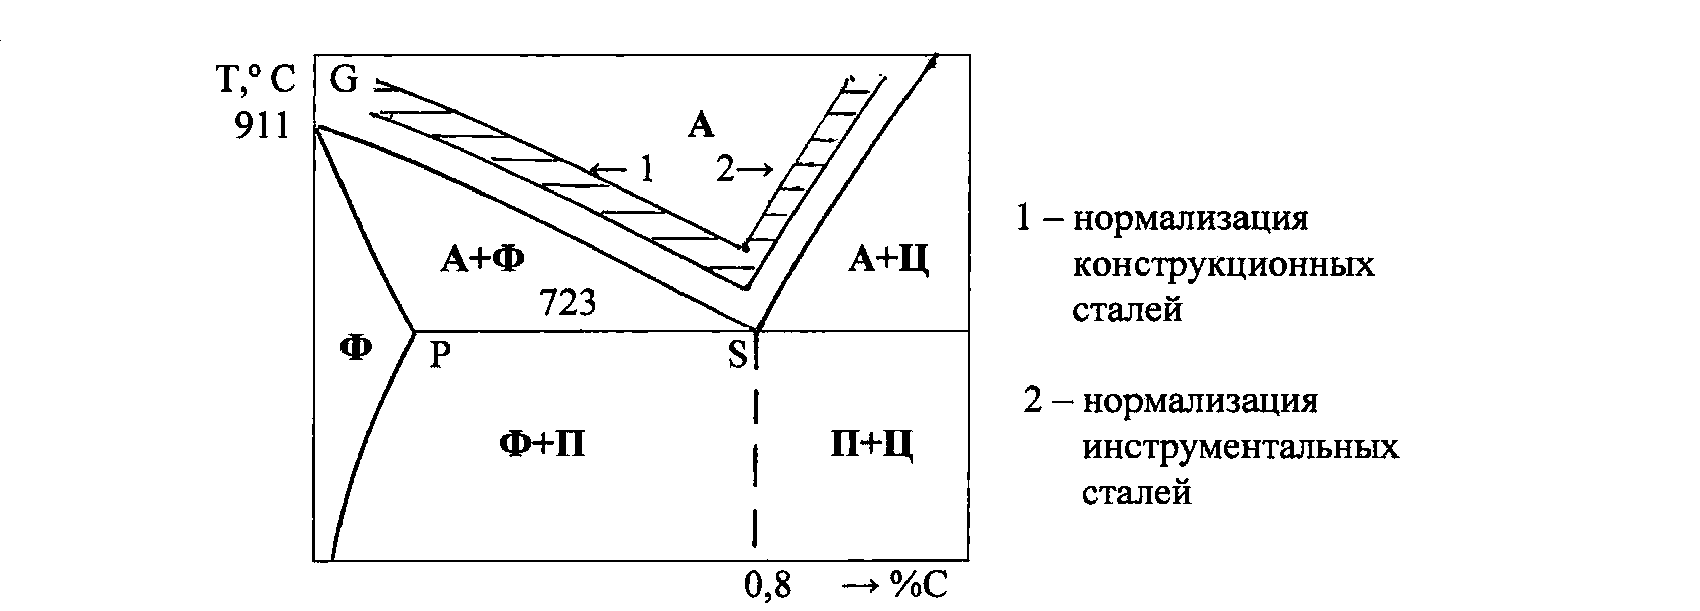 T,° C
G
911
А
← 1
2→
1 – нормализация
конструкционных
сталей
А+Ф
А+Ц
723
Ф
P
S
2 – нормализация
инструментальных
сталей
Ф+П
П+Ц
0,8 → %С